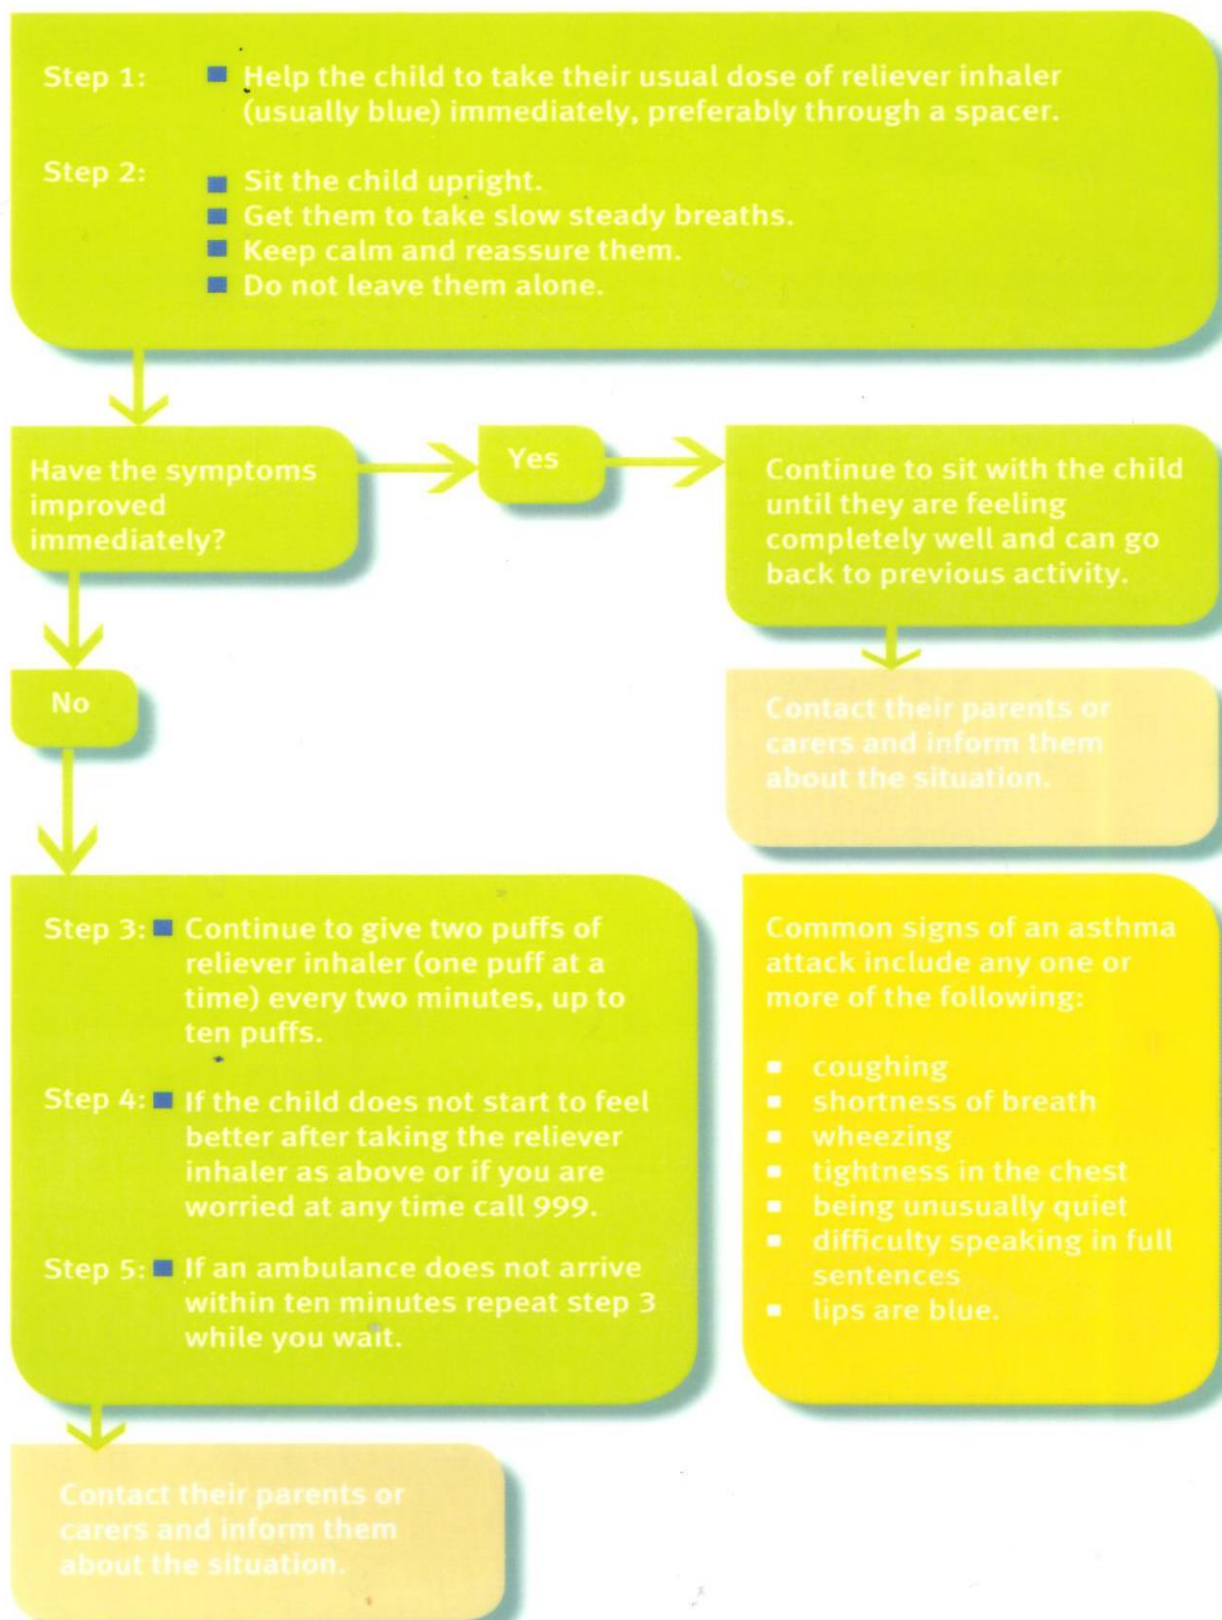 Step 1: ■ Help the child to take their usual dose of reliever inhaler
(usually blue) immediately, preferably through a spacer.
Step 2:
■ Sit the child upright.
■ Get them to take slow steady breaths.
■ Keep calm and reassure them.
■ Do not leave them alone.
Have the symptoms
improved
immediately?
Yes
Continue to sit with the child
until they are feeling
completely well and can go
back to previous activity.
No
Contact their parents or
carers and inform them
about the situation.
Step 3: ■ Continue to give two puffs of
reliever inhaler (one puff at a
time) every two minutes, up to
ten puffs.
Step 4: ■ If the child does not start to feel
better after taking the reliever
inhaler as above or if you are
worried at any time call 999.
Step 5: ■ If an ambulance does not arrive
within ten minutes repeat step 3
while you wait.
Common signs of an asthma
attack include any one or
more of the following:
■ coughing
■ shortness of breath
■ wheezing
■ tightness in the chest
■ being unusually quiet
■ difficulty speaking in full
sentences
■ lips are blue.
Contact their parents or
carers and inform them
about the situation.